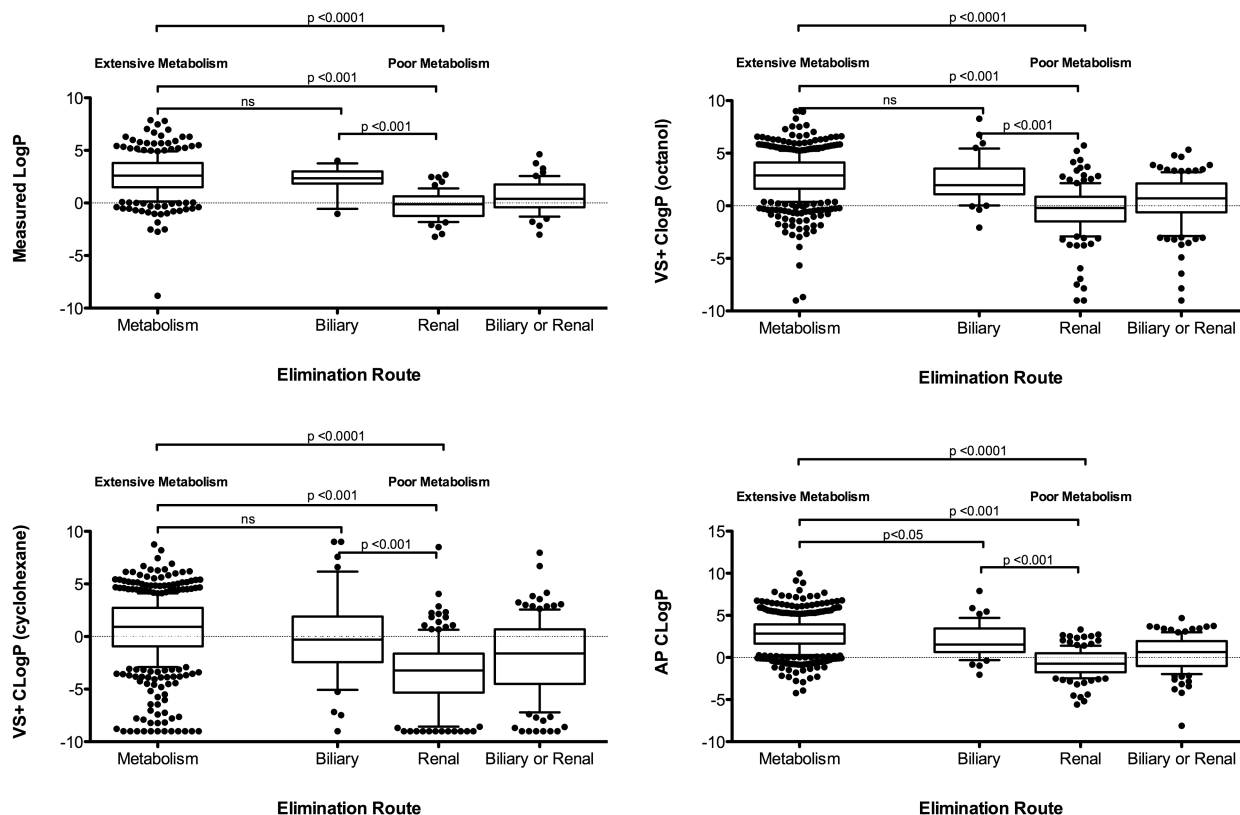 p <0.0001
Extensive Metabolism
Poor Metabolism
p <0.001
ns
p <0.001
Measured LogP
10
5
0
-5
-10
Metabolism
Biliary
Renal
Biliary or Renal
Elimination Route
p <0.0001
Extensive Metabolism
Poor Metabolism
p <0.001
ns
p <0.001
VS+ ClogP (octanol)
10
5
0
-5
-10
Metabolism
Biliary
Renal
Biliary or Renal
Elimination Route
p <0.0001
Extensive Metabolism
Poor Metabolism
p <0.001
ns
p <0.001
VS+ CLogP (cyclohexane)
10
5
0
-5
-10
Metabolism
Biliary
Renal
Biliary or Renal
Elimination Route
p <0.0001
Extensive Metabolism
Poor Metabolism
p <0.001
p<0.05
p <0.001
AP CLogP
15
10
5
0
-5
-10
Metabolism
Biliary
Renal
Biliary or Renal
Elimination Route